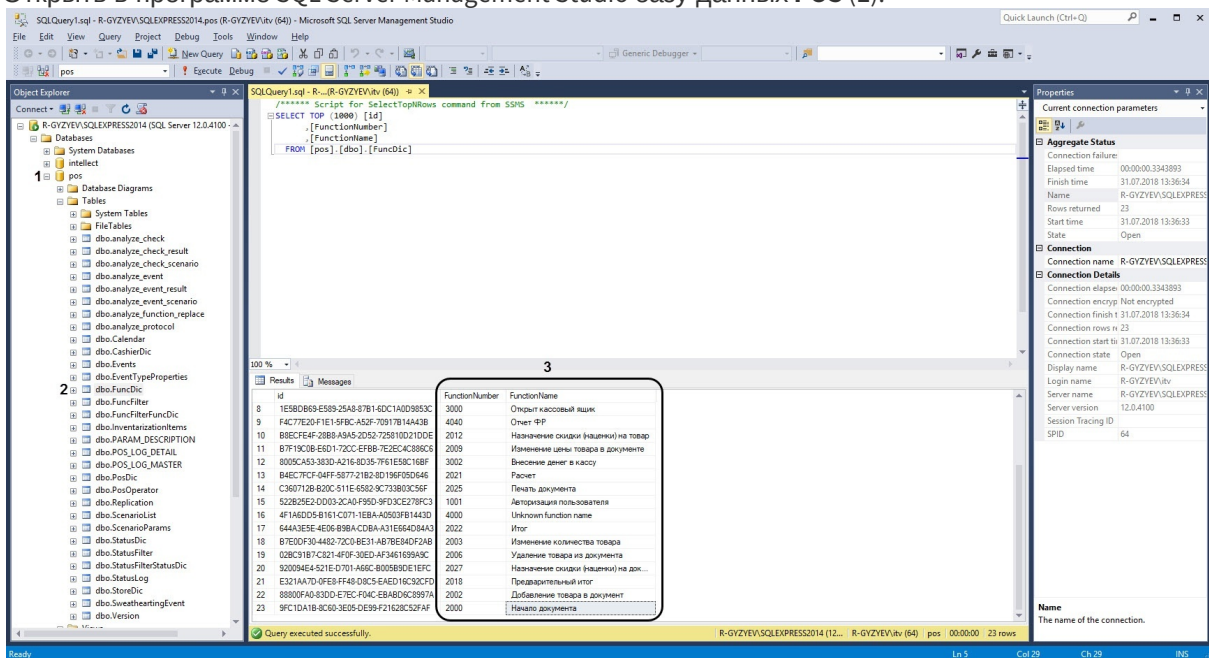 Открыть в программе SQL Server Management Studio базу данных POS (1).
SQLQuery1.sql - R-GYZYEV\SQLEXPRESS2014.pos (R-GYZYEV\itv (64)) - Microsoft SQL Server Management Studio
Quick Launch (Ctrl+Q)
File Edit View Query Project Debug Tools Window Help
New Query
Generic Debugger
pos
Execute Debug
Object Explorer
Connect
R-GYZYEV\SQLEXPRESS2014 (SQL Server 12.0.4100 -
Databases
System Databases
intellect
1 pos
Database Diagrams
Tables
System Tables
FileTables
dbo.analyze_check
dbo.analyze_check_result
dbo.analyze_check_scenario
dbo.analyze_event
dbo.analyze_event_result
dbo.analyze_event_scenario
dbo.analyze_function_replace
dbo.analyze_protocol
dbo.Calendar
dbo.CashierDic
dbo.Events
dbo.EventTypeProperties
2 dbo.FuncDic
dbo.FuncFilter
dbo.FuncFilterFuncDic
dbo.InventarizationItems
dbo.PARAM_DESCRIPTION
dbo.POS_LOG_DETAIL
dbo.POS_LOG_MASTER
dbo.PosDic
dbo.PosOperator
dbo.Replication
dbo.ScenarioList
dbo.ScenarioParams
dbo.StatusDic
dbo.StatusFilter
dbo.StatusFilterStatusDic
dbo.StatusLog
dbo.StoreDic
dbo.SweatheartingEvent
dbo.Version
SQLQuery1.sql - R-...(R-GYZYEV\itv (64))
/****** Script for SelectTopNRows command from SSMS ******/
SELECT TOP (1000) [id]
,[FunctionNumber]
,[FunctionName]
FROM [pos].[dbo].[FuncDic]
100 %
3
Results Messages
id FunctionNumber FunctionName
8 1E5BDB69-E589-25A8-87B1-6DC1A0D9853C 3000 Открыт кассовый ящик
9 F4C77E20-F1E1-5FBC-A52F-70917B14A43B 4040 Отчет ФР
10 B8ECFE4F-28B8-A9A5-2D52-725810D21DDE 2012 Назначение скидки (наценки) на товар
11 B7F19C0B-E6D1-72CC-EFBB-7E2EC4C886C6 2009 Изменение цены товара в документе
12 8005CA53-383D-A216-8D35-7F61E58C16BF 3002 Внесение денег в кассу
13 B4EC7FCF-04FF-5877-21B2-8D196F05D646 2021 Расчет
14 C360712B-B20C-511E-6582-9C733B03C56F 2025 Печать документа
15 522B25E2-DD03-2CA0-F95D-9FD3CE278FC3 1001 Авторизация пользователя
16 4F1A6DD5-B161-C071-1EBA-A0503FB1443D 4000 Unknown function name
17 644A3E5E-4E06-B9BA-CDBA-A31E664D84A3 2022 Итог
18 B7E0DF30-4482-72C0-BE31-AB7BE84DF2AB 2003 Изменение количества товара
19 02BC91B7-C821-4F0F-30ED-AF3461699A9C 2006 Удаление товара из документа
20 920094E4-521E-D701-A66C-B005B9DE1EFC 2027 Назначение скидки (наценки) на док...
21 E321AA7D-0FE8-FF48-D8C5-EAED16C92CFD 2018 Предварительный итог
22 88800FA0-83DD-E7EC-F04C-EBABD6C8997A 2002 Добавление товара в документ
23 9FC1DA1B-8C60-3E05-DE99-F21628C52FAF 2000 Начало документа
Query executed successfully. R-GYZYEV\SQLEXPRESS2014 (12... R-GYZYEV\itv (64) pos 00:00:00 23 rows
Properties
Current connection parameters
Aggregate Status
Connection failures
Elapsed time 00:00:00.3343893
Finish time 31.07.2018 13:36:34
Name R-GYZYEV\SQLEXPRESS
Rows returned 23
Start time 31.07.2018 13:36:33
State Open
Connection
Connection name R-GYZYEV\SQLEXPRESS
Connection Details
Connection elapse 00:00:00.3343893
Connection encryp Not encrypted
Connection finish t 31.07.2018 13:36:34
Connection rows re 23
Connection start tir 31.07.2018 13:36:33
Connection state Open
Display name R-GYZYEV\SQLEXPRESS
Login name R-GYZYEV\itv
Server name R-GYZYEV\SQLEXPRESS
Server version 12.0.4100
Session Tracing ID
SPID 64
Name
The name of the connection.
Ready Ln 5 Col 29 Ch 29 INS